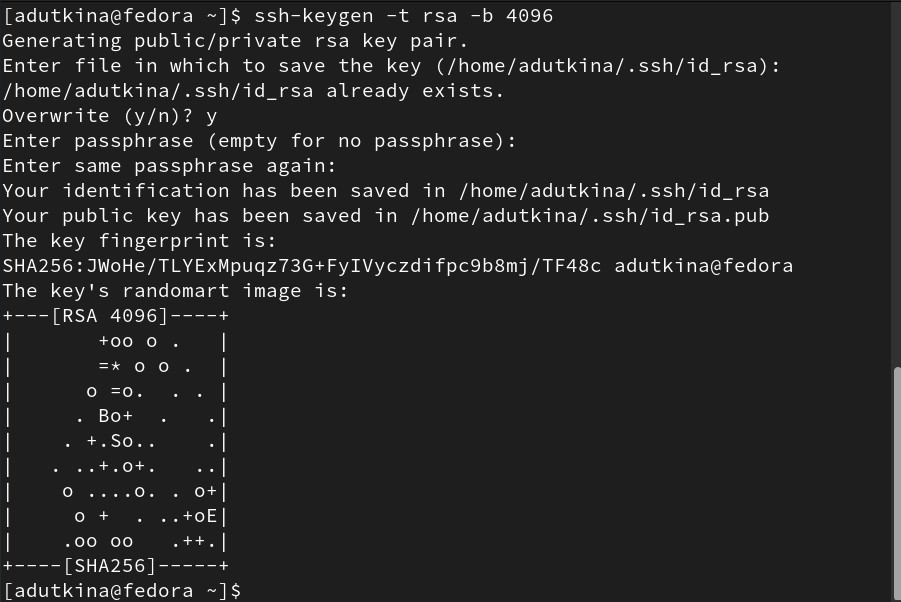 [adutkina@fedora ~]$ ssh-keygen -t rsa -b 4096
Generating public/private rsa key pair.
Enter file in which to save the key (/home/adutkina/.ssh/id_rsa):
/home/adutkina/.ssh/id_rsa already exists.
Overwrite (y/n)? y
Enter passphrase (empty for no passphrase):
Enter same passphrase again:
Your identification has been saved in /home/adutkina/.ssh/id_rsa
Your public key has been saved in /home/adutkina/.ssh/id_rsa.pub
The key fingerprint is:
SHA256:JWoHe/TLYExMpuqz73G+FyIVyczdifpc9b8mj/TF48c adutkina@fedora
The key's randomart image is:
+---[RSA 4096]----+
|       +oo o .   |
|       =* o o .  |
|      o =o.  . . |
|     . Bo+  .   .|
|    . +.So..    .|
|   . ..+.o+.   ..|
|    o ....o. . o+|
|     o +  . ..+oE|
|    .oo oo   .++.|
+----[SHA256]-----+
[adutkina@fedora ~]$